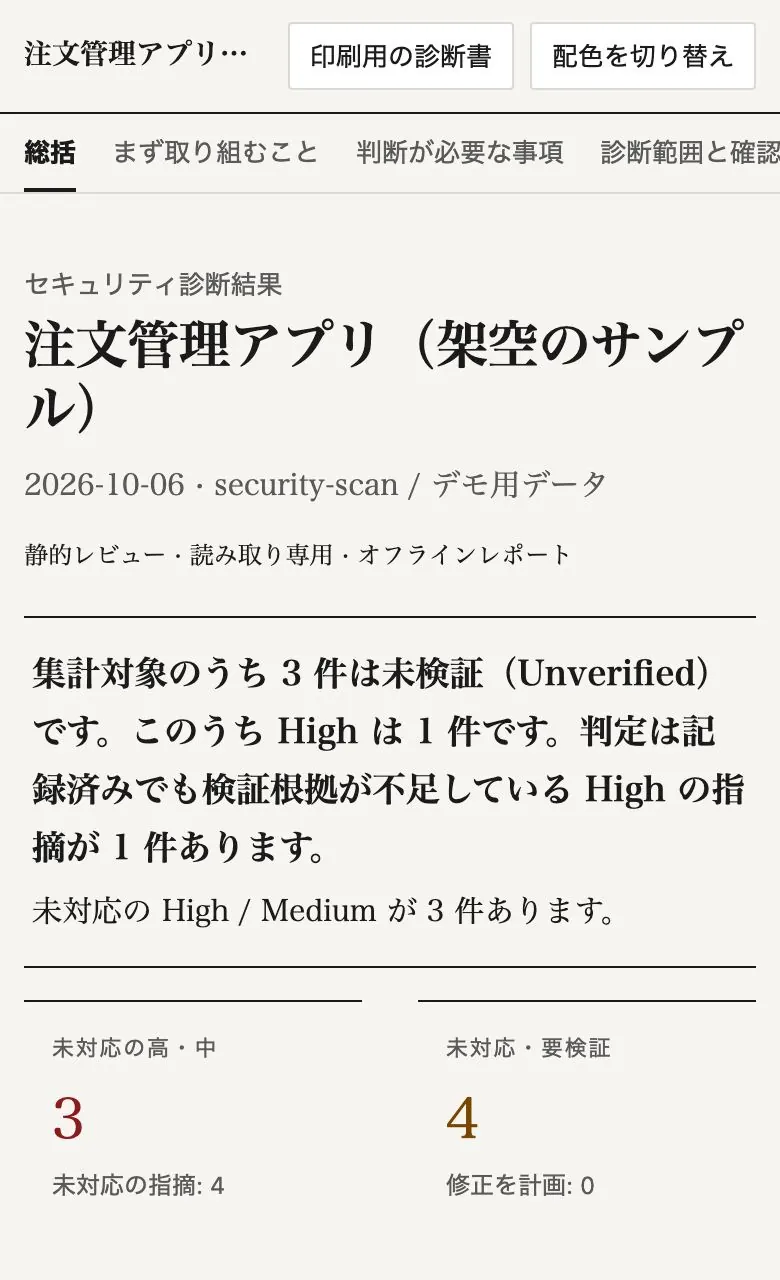 注文管理アプリ…
印刷用の診断書
配色を切り替え
総括 まず取り組むこと 判断が必要な事項 診断範囲と確認
セキュリティ診断結果
注文管理アプリ（架空のサンプ
ル）
2026-10-06 · security-scan / デモ用データ
静的レビュー · 読み取り専用 · オフラインレポート
集計対象のうち 3 件は未検証（Unverified）
です。このうち High は 1 件です。判定は記
録済みでも検証根拠が不足している High の指
摘が 1 件あります。
未対応の High / Medium が 3 件あります。
未対応の高・中
3
未対応の指摘: 4
未対応・要検証
4
修正を計画: 0